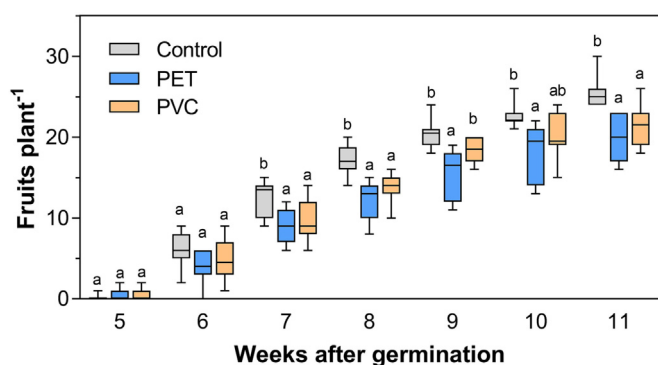 Control
PET
PVC
Fruits plant⁻¹
30
20
10
0
a a a
a a a
b a a
b a a
b a b
b a ab
b a a
5 6 7 8 9 10 11
Weeks after germination